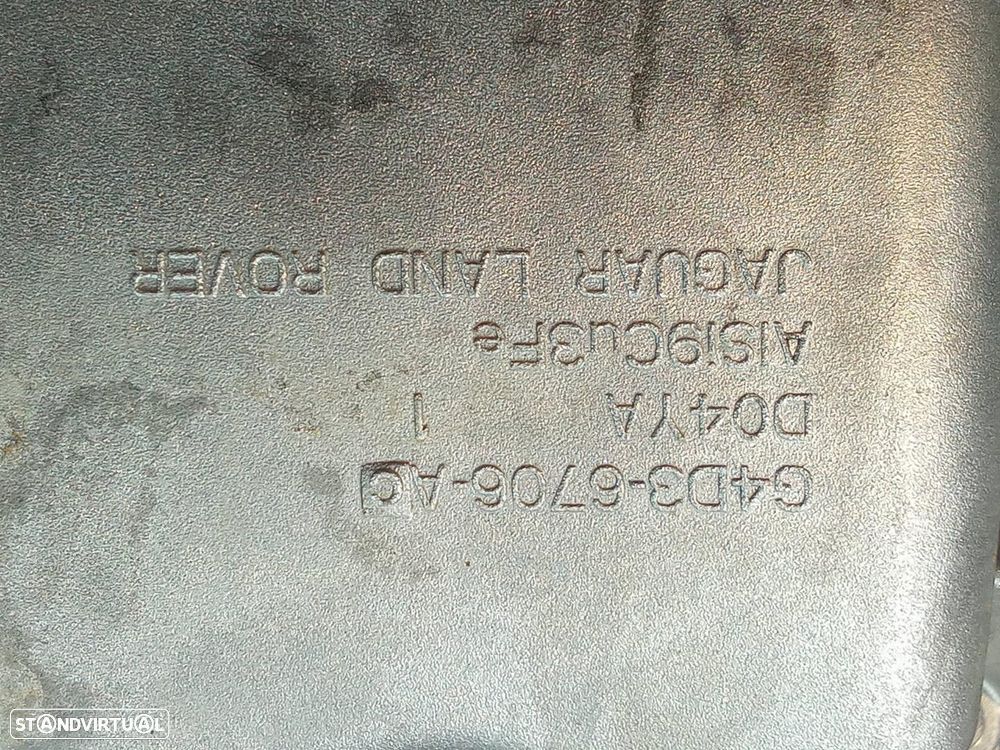 G4D3-6706-AC
D04YA 1
AlSi9Cu3Fe
JAGUAR LAND ROVER
STANDVIRTUAL